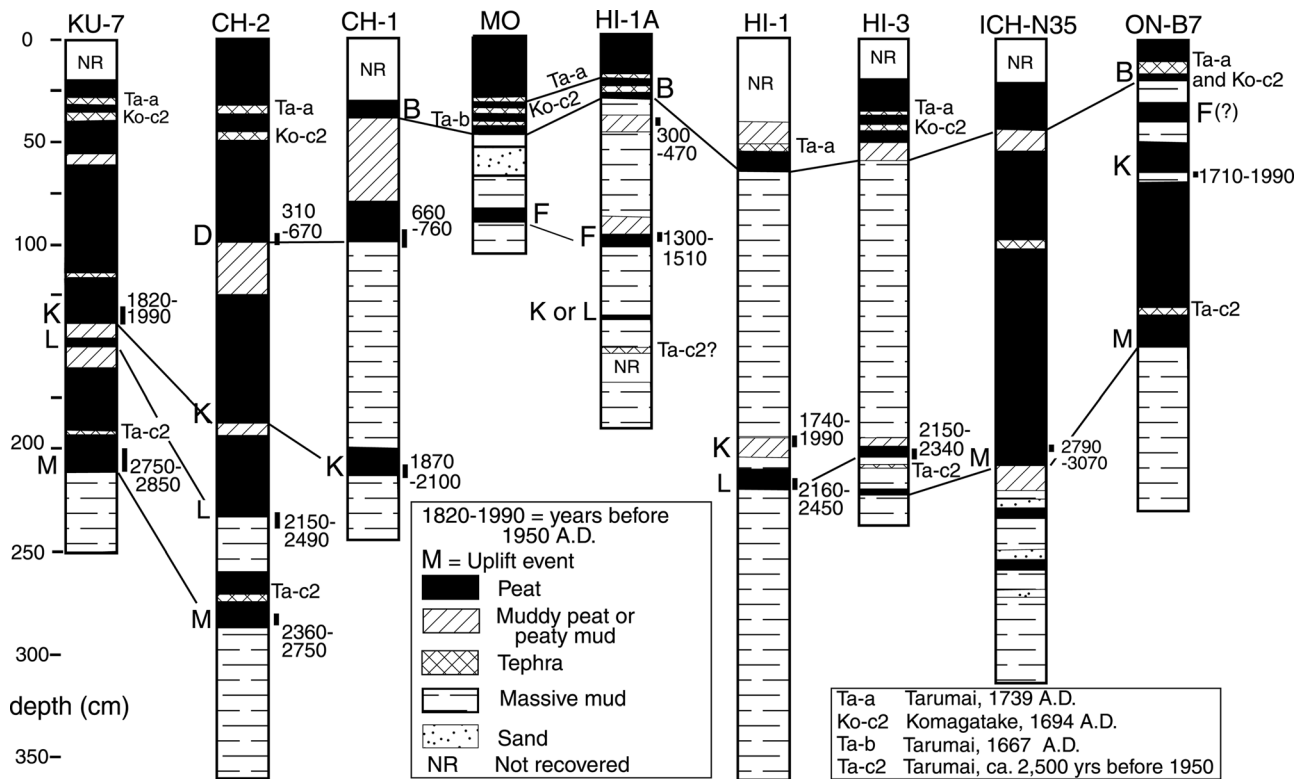 KU-7 CH-2 CH-1 MO HI-1A HI-1 HI-3 ICH-N35 ON-B7
0
50
100
150
200
250
300
350
depth (cm)
NR
Ta-a
Ko-c2
K
1820-
1990
L
Ta-c2
M
2750-
2850
Ta-a
Ko-c2
310
-670
D
K
L
2150-
2490
Ta-c2
M
2360-
2750
NR
B
660
-760
K
1870
-2100
Ta-a
Ko-c2
Ta-b
F
B
300
-470
F
1300-
1510
K or L
Ta-c2?
NR
NR
Ta-a
1740-
1990
K
L
2160-
2450
NR
Ta-a
Ko-c2
2150-
2340
Ta-c2
NR
M
2790
-3070
B
Ta-a
and Ko-c2
F(?)
K
1710-1990
Ta-c2
M
1820-1990 = years before
1950 A.D.
M = Uplift event
Peat
Muddy peat or
peaty mud
Tephra
Massive mud
Sand
NR Not recovered
Ta-a Tarumai, 1739 A.D.
Ko-c2 Komagatake, 1694 A.D.
Ta-b Tarumai, 1667 A.D.
Ta-c2 Tarumai, ca. 2,500 yrs before 1950